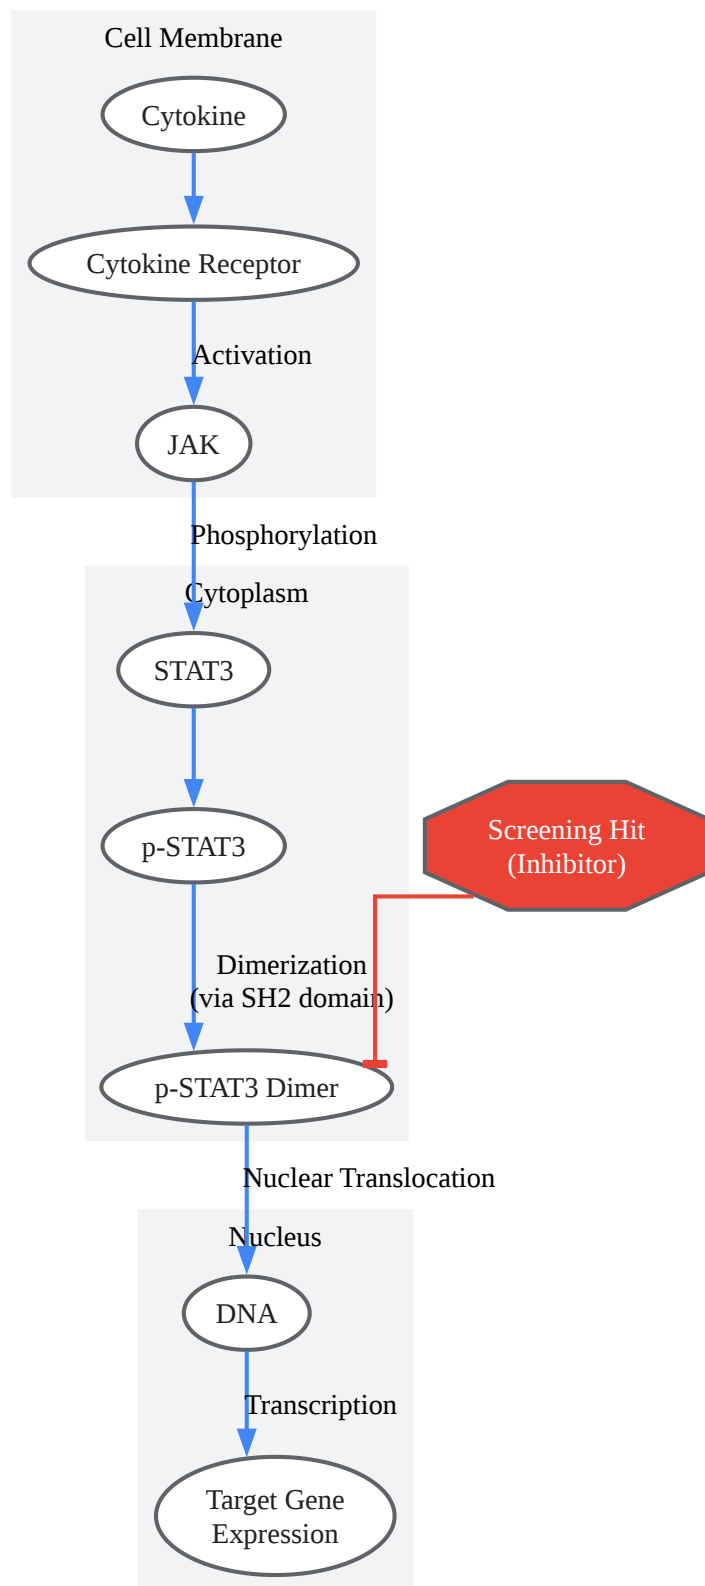 Cell Membrane
Cytokine
Cytokine Receptor
Activation
JAK
Phosphorylation
Cytoplasm
STAT3
p-STAT3
Screening Hit
(Inhibitor)
Dimerization
(via SH2 domain)
p-STAT3 Dimer
Nuclear Translocation
Nucleus
DNA
Transcription
Target Gene
Expression